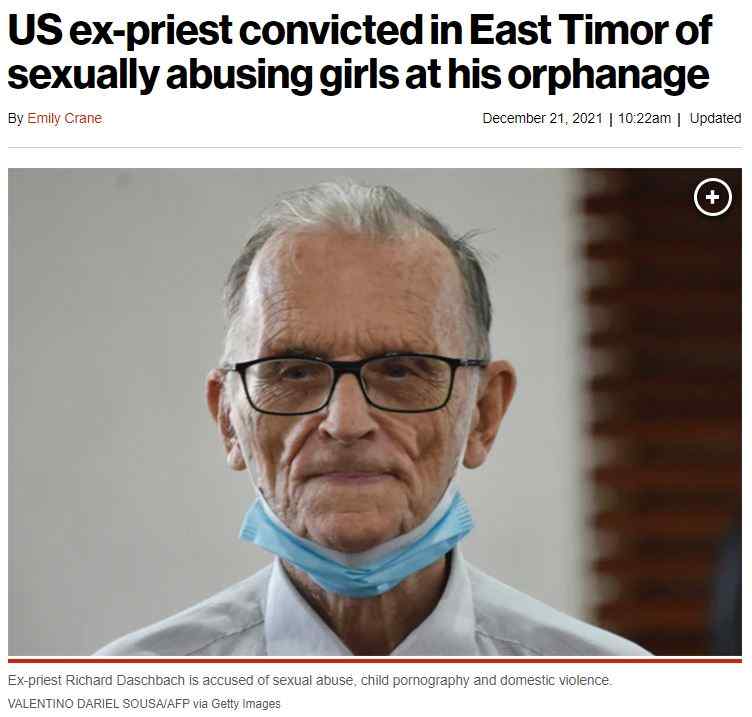 US ex-priest convicted in East Timor of
sexually abusing girls at his orphanage
By Emily Crane
December 21, 2021 | 10:22am | Updated
Ex-priest Richard Daschbach is accused of sexual abuse, child pornography and domestic violence.
VALENTINO DARIEL SOUSA/AFP via Getty Images